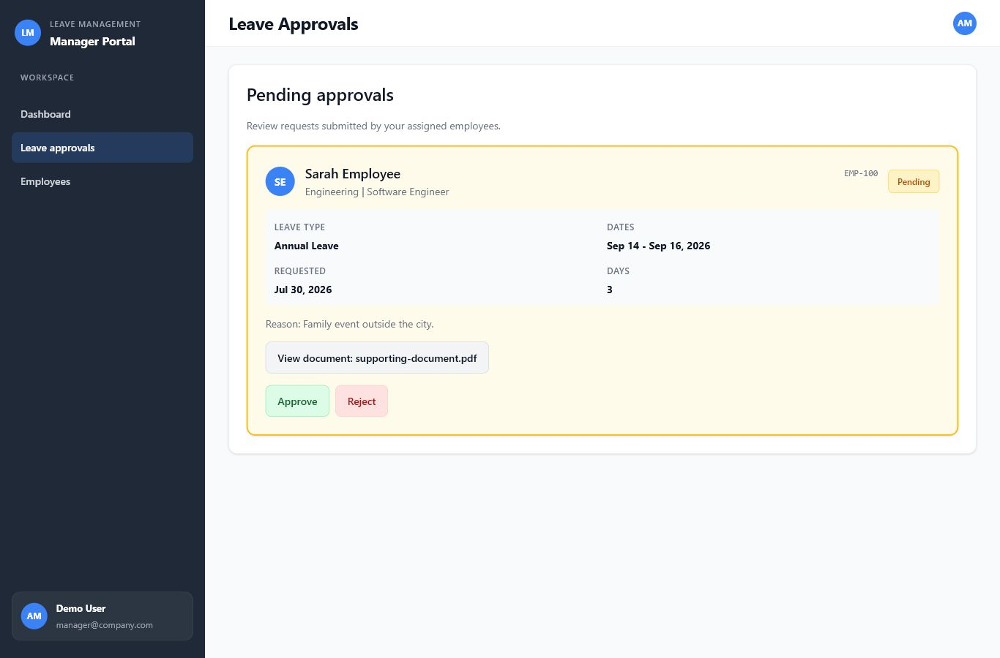 LM
LEAVE MANAGEMENT
Manager Portal
WORKSPACE
Dashboard
Leave approvals
Employees
AM
Demo User
manager@company.com
Leave Approvals
AM
Pending approvals
Review requests submitted by your assigned employees.
SE
Sarah Employee
Engineering | Software Engineer
EMP-100
Pending
LEAVE TYPE
Annual Leave
DATES
Sep 14 - Sep 16, 2026
REQUESTED
Jul 30, 2026
DAYS
3
Reason: Family event outside the city.
View document: supporting-document.pdf
Approve
Reject